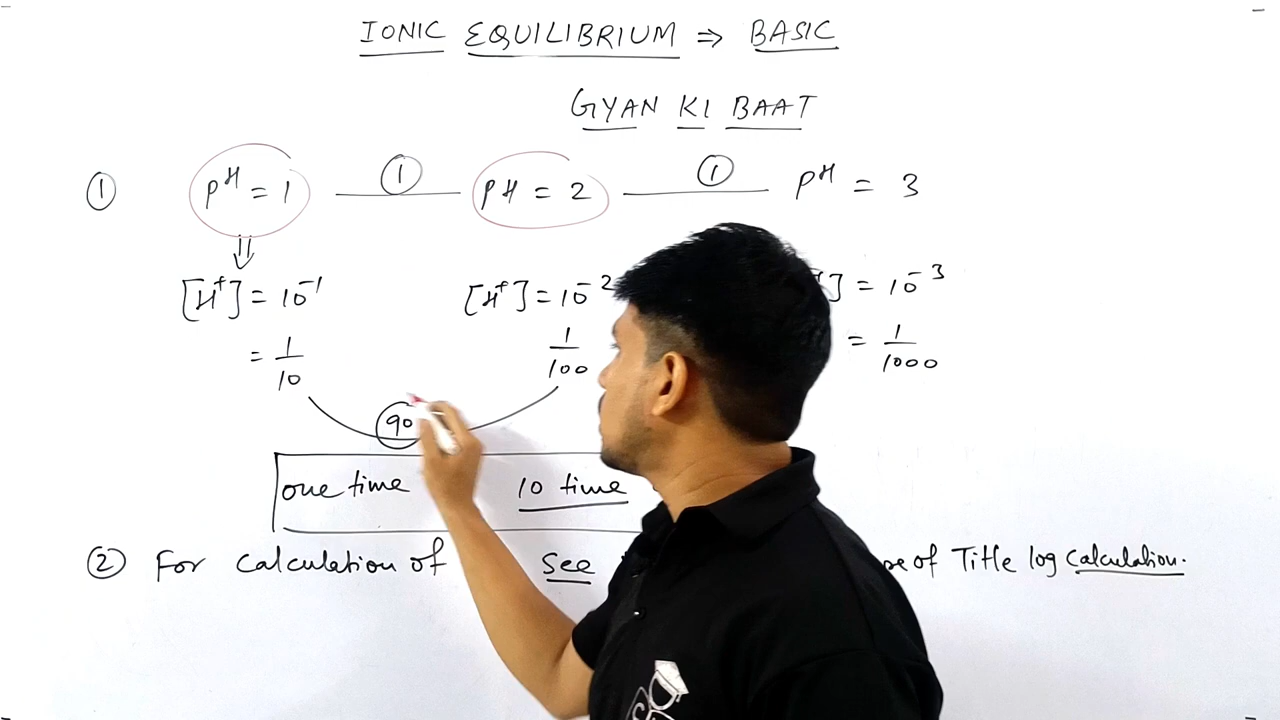 IONIC EQUILIBRIUM ⇒ BASIC
GYAN KI BAAT
① pH = 1 ① pH = 2 ① pH = 3
[H⁺] = 10⁻¹ [H⁺] = 10⁻² ] = 10⁻³
= 1/10 1/100 = 1/1000
90
one time 10 time
② For calculation of see of Title log calculation.